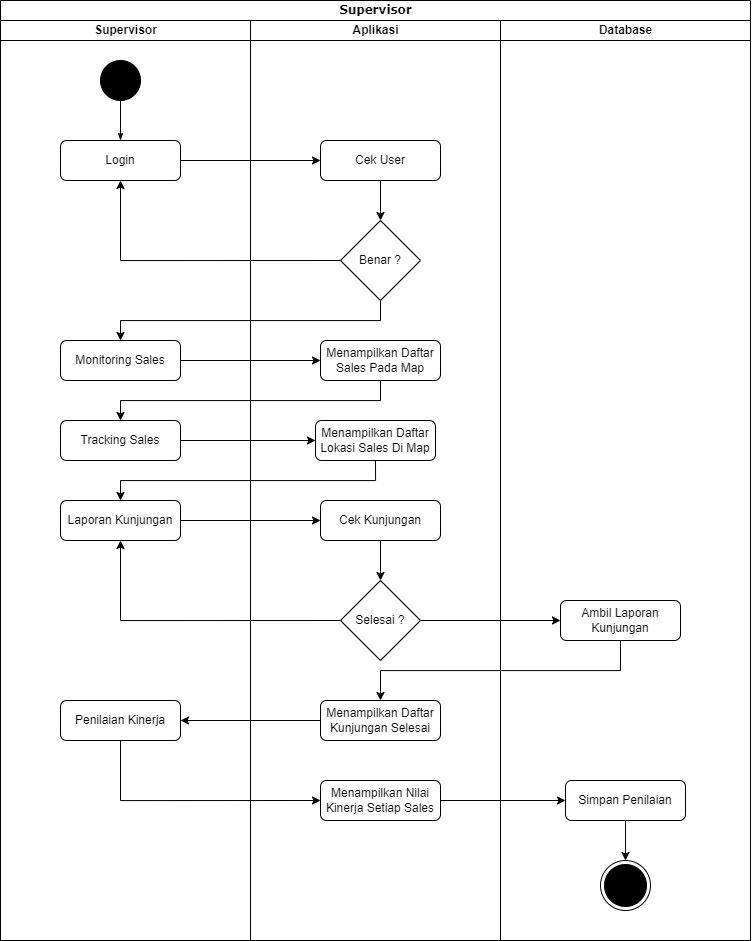 Supervisor
Supervisor
Aplikasi
Database
Login
Cek User
Benar ?
Monitoring Sales
Menampilkan Daftar
Sales Pada Map
Tracking Sales
Menampilkan Daftar
Lokasi Sales Di Map
Laporan Kunjungan
Cek Kunjungan
Selesai ?
Ambil Laporan
Kunjungan
Penilaian Kinerja
Menampilkan Daftar
Kunjungan Selesai
Menampilkan Nilai
Kinerja Setiap Sales
Simpan Penilaian